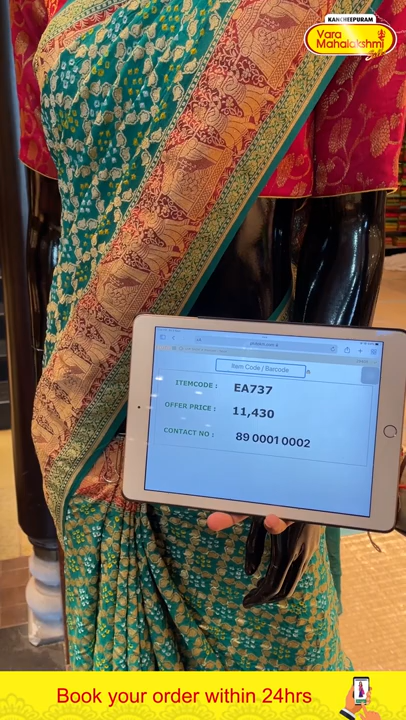 KANCHEEPURAM
Vara
Mahalakshmi
Item Code / Barcode
ITEMCODE : EA737
OFFER PRICE : 11,430
CONTACT NO : 89 0001 0002
Book your order within 24hrs